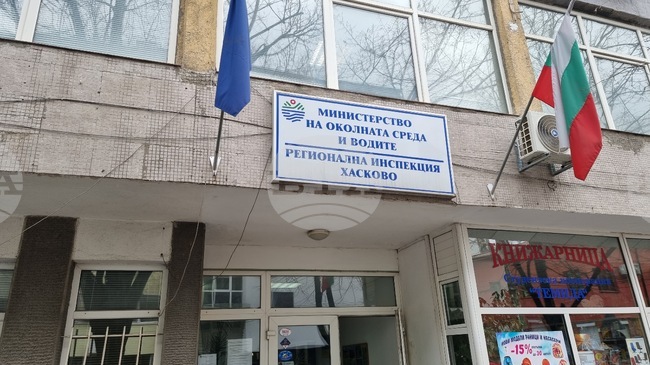 МИНИСТЕРСТВО
НА ОКОЛНАТА СРЕДА
И ВОДИТЕ
РЕГИОНАЛНА ИНСПЕКЦИЯ
ХАСКОВО
КНИЖАРНИЦА
-15%